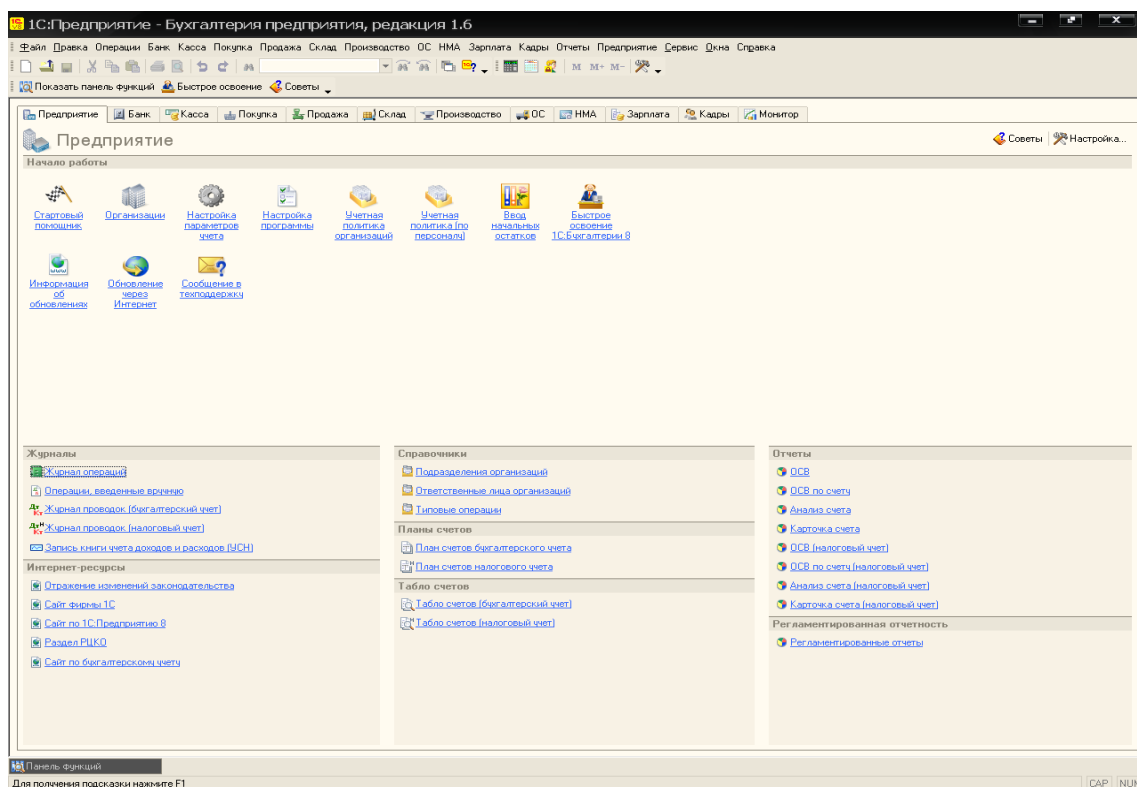 1С:Предприятие - Бухгалтерия предприятия, редакция 1.6
Файл Правка Операции Банк Касса Покупка Продажа Склад Производство ОС НМА Зарплата Кадры Отчеты Предприятие Сервис Окна Справка
M M+ M-
Показать панель функций Быстрое освоение Советы
Предприятие Банк Касса Покупка Продажа Склад Производство ОС НМА Зарплата Кадры Монитор
Предприятие Советы Настройка...
Начало работы
Стартовый помощник
Организации
Настройка параметров учета
Настройка программы
Учетная политика организаций
Учетная политика (по персоналу)
Ввод начальных остатков
Быстрое освоение 1С:Бухгалтерии 8
Информация об обновлениях
Обновление через Интернет
Сообщение в техподдержку
Журналы
Журнал операций
Операции, введенные вручную
Журнал проводок (бухгалтерский учет)
Журнал проводок (налоговый учет)
Запись книги учета доходов и расходов (УСН)
Интернет-ресурсы
Отражение изменений законодательства
Сайт фирмы 1С
Сайт по 1С:Предприятию 8
Раздел РЦКО
Сайт по бухгалтерскому учету
Справочники
Подразделения организаций
Ответственные лица организаций
Типовые операции
Планы счетов
План счетов бухгалтерского учета
План счетов налогового учета
Табло счетов
Табло счетов (бухгалтерский учет)
Табло счетов (налоговый учет)
Отчеты
ОСВ
ОСВ по счету
Анализ счета
Карточка счета
ОСВ (налоговый учет)
ОСВ по счету (налоговый учет)
Анализ счета (налоговый учет)
Карточка счета (налоговый учет)
Регламентированная отчетность
Регламентированные отчеты
Панель функций
Для получения подсказки нажмите F1 CAP NUM